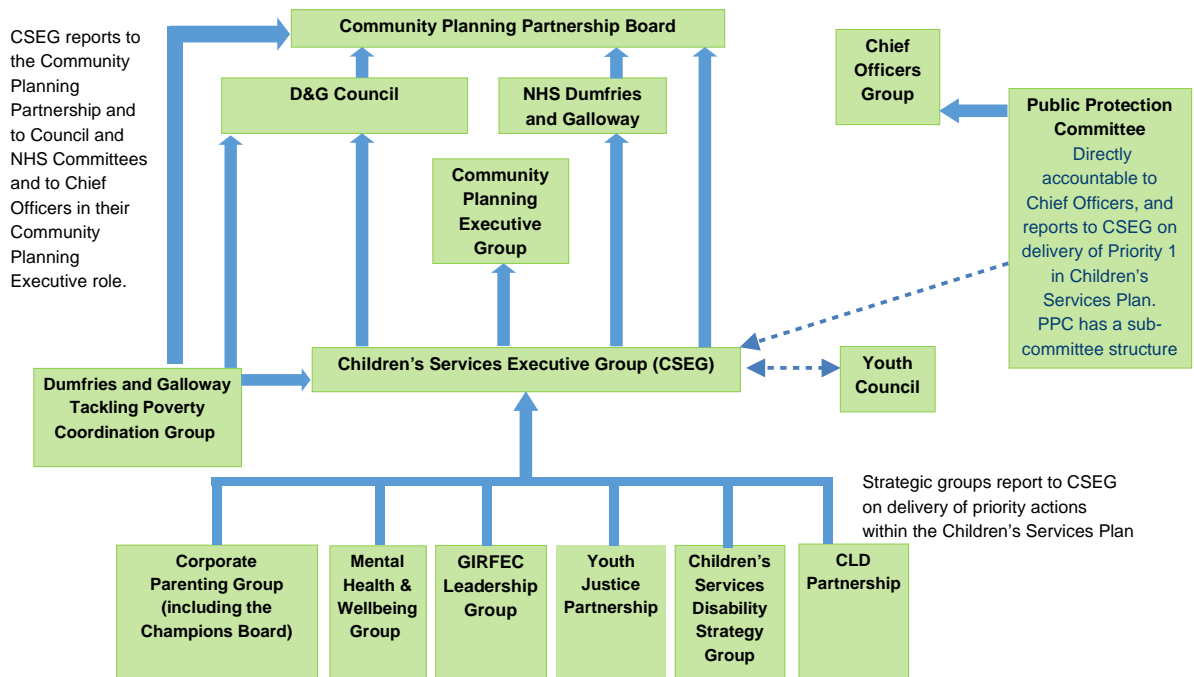 CSEG reports to
the Community
Planning
Partnership and
to Council and
NHS Committees
and to Chief
Officers in their
Community
Planning
Executive role.
Community Planning Partnership Board
D&G Council
NHS Dumfries
and Galloway
Community
Planning
Executive
Group
Chief
Officers
Group
Public Protection
Committee
Directly
accountable to
Chief Officers, and
reports to CSEG on
delivery of Priority 1
in Children’s
Services Plan.
PPC has a sub-
committee structure
Children’s Services Executive Group (CSEG)
Youth
Council
Dumfries and Galloway
Tackling Poverty
Coordination Group
Strategic groups report to CSEG
on delivery of priority actions
within the Children’s Services Plan
Corporate
Parenting Group
(including the
Champions Board)
Mental
Health &
Wellbeing
Group
GIRFEC
Leadership
Group
Youth
Justice
Partnership
Children’s
Services
Disability
Strategy
Group
CLD
Partnership